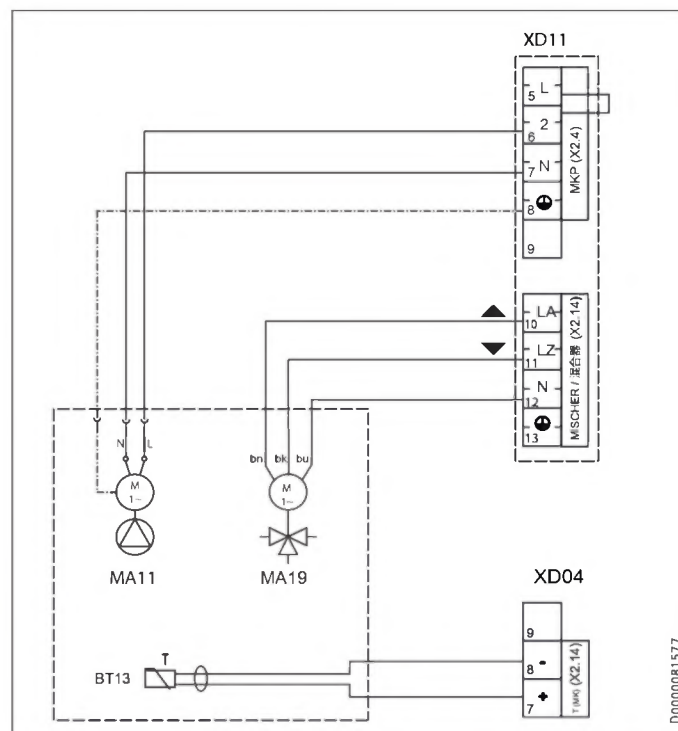 XD11
L
5
2
6
N
7
8
9
MKP (X2.4)
LA
10
LZ
11
N
12
13
MISCHER / 混合器 (X2.14)
N
L
bn
bk
bu
M
1~
M
1~
MA11
MA19
XD04
T
BT13
9
8 -
7 +
T (MK) (X2.14)
D0000081577